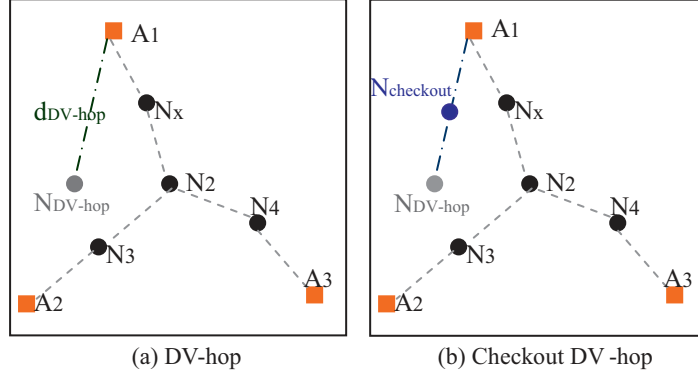 A1
dDV-hop
Nx
NDV-hop
N2
N4
N3
A3
A2
(a) DV-hop
A1
Ncheckout
Nx
NDV-hop
N2
N4
N3
A3
A2
(b) Checkout DV -hop